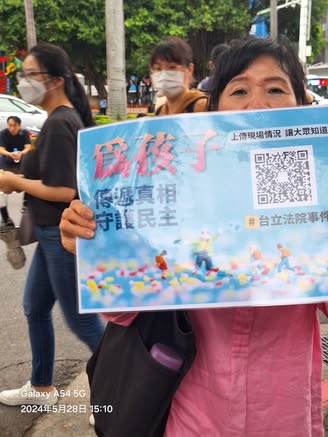 上傳現場情況 讓大眾知道
為孩子
傳遞真相
守護民主
#台立法院事件
Galaxy A54 5G
2024年5月28日 15:10